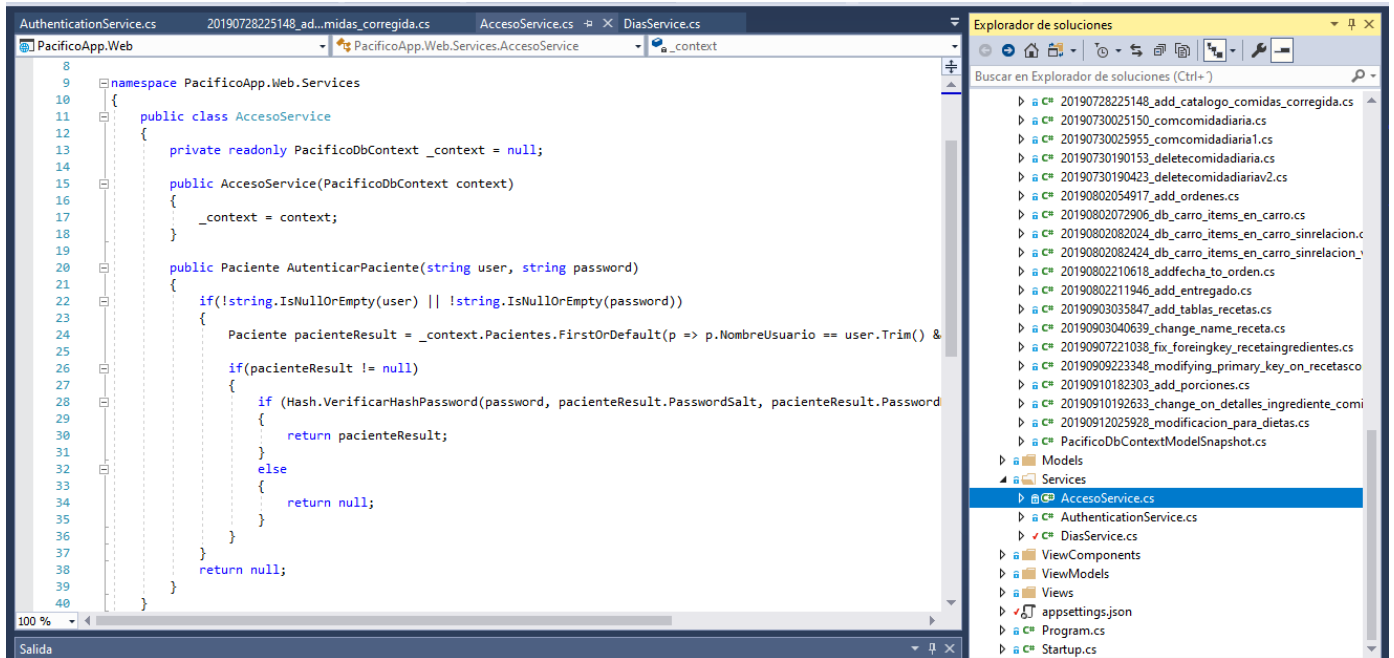 AuthenticationService.cs 20190728225148_ad...midas_corregida.cs AccesoService.cs DiasService.cs
PacificoApp.Web PacificoApp.Web.Services.AccesoService _context
8
9 namespace PacificoApp.Web.Services
10 {
11 public class AccesoService
12 {
13 private readonly PacificoDbContext _context = null;
14
15 public AccesoService(PacificoDbContext context)
16 {
17 _context = context;
18 }
19
20 public Paciente AutenticarPaciente(string user, string password)
21 {
22 if(!string.IsNullOrEmpty(user) || !string.IsNullOrEmpty(password))
23 {
24 Paciente pacienteResult = _context.Pacientes.FirstOrDefault(p => p.NombreUsuario == user.Trim() &
25
26 if(pacienteResult != null)
27 {
28 if (Hash.VerificarHashPassword(password, pacienteResult.PasswordSalt, pacienteResult.Password
29 {
30 return pacienteResult;
31 }
32 else
33 {
34 return null;
35 }
36 }
37 }
38 return null;
39 }
40 }
100 %
Salida
Explorador de soluciones
Buscar en Explorador de soluciones (Ctrl+´)
C# 20190728225148_add_catalogo_comidas_corregida.cs
C# 20190730025150_comcomidadiaria.cs
C# 20190730025955_comcomidadiaria1.cs
C# 20190730190153_deletecomidadiaria.cs
C# 20190730190423_deletecomidadiariav2.cs
C# 20190802054917_add_ordenes.cs
C# 20190802072906_db_carro_items_en_carro.cs
C# 20190802082024_db_carro_items_en_carro_sinrelacion.c
C# 20190802082424_db_carro_items_en_carro_sinrelacion_
C# 20190802210618_addfecha_to_orden.cs
C# 20190802211946_add_entregado.cs
C# 20190903035847_add_tablas_recetas.cs
C# 20190903040639_change_name_receta.cs
C# 20190907221038_fix_foreingkey_recetaingredientes.cs
C# 20190909223348_modifying_primary_key_on_recetasco
C# 20190910182303_add_porciones.cs
C# 20190910192633_change_on_detalles_ingrediente_comi
C# 20190912025928_modificacion_para_dietas.cs
C# PacificoDbContextModelSnapshot.cs
Models
Services
C# AccesoService.cs
C# AuthenticationService.cs
C# DiasService.cs
ViewComponents
ViewModels
Views
appsettings.json
C# Program.cs
C# Startup.cs